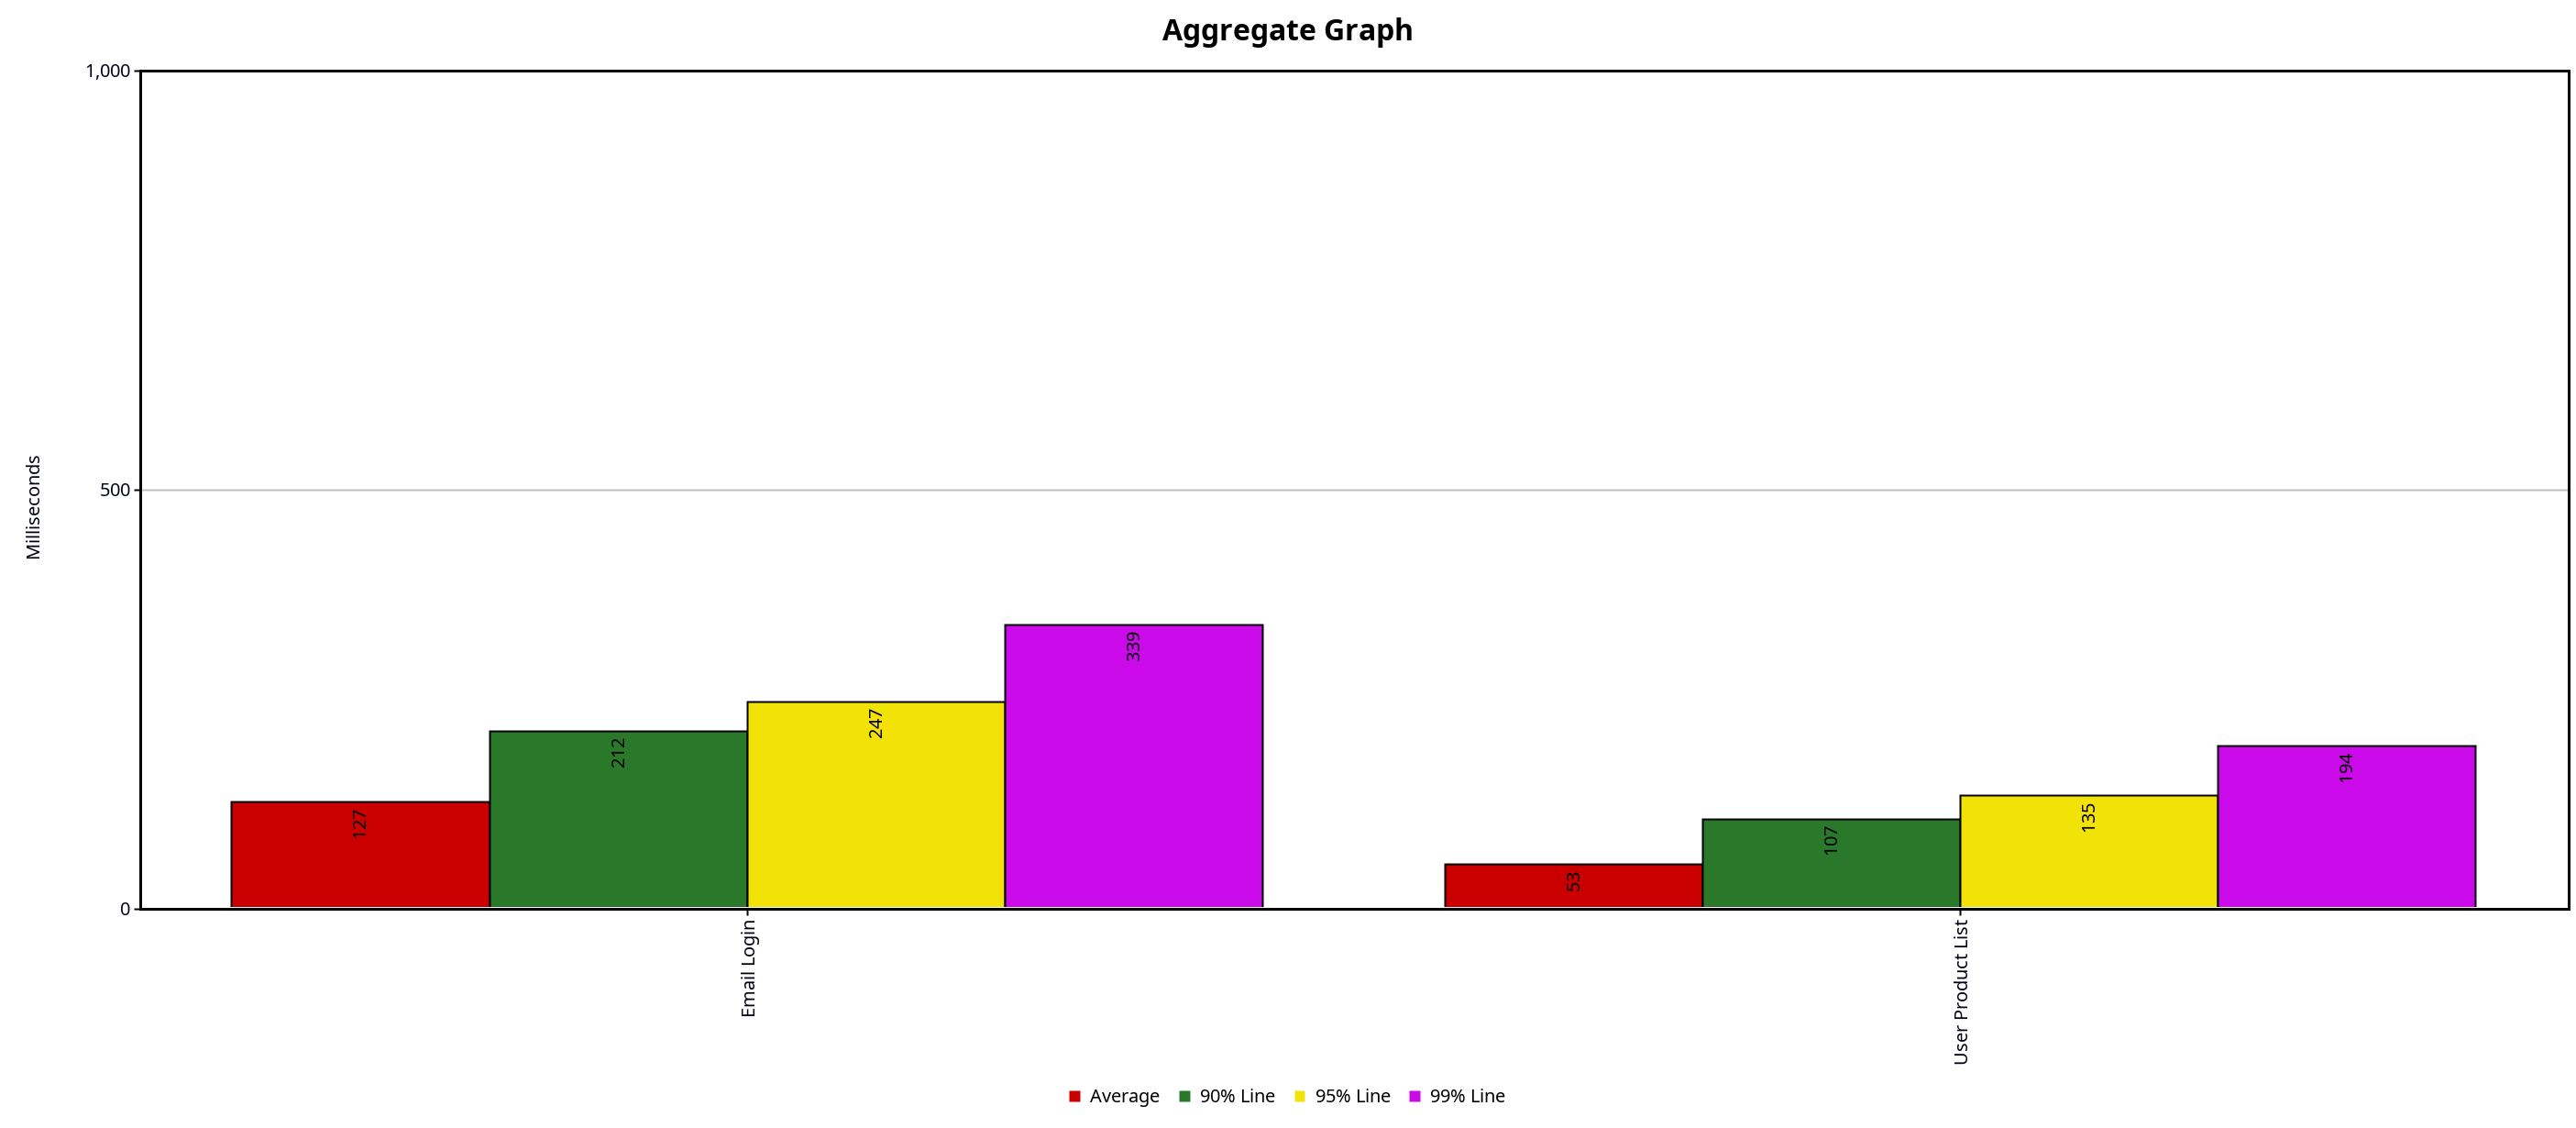 Aggregate Graph
1,000
500
0
Milliseconds
127
212
247
339
53
107
135
194
Email Login
User Product List
Average
90% Line
95% Line
99% Line